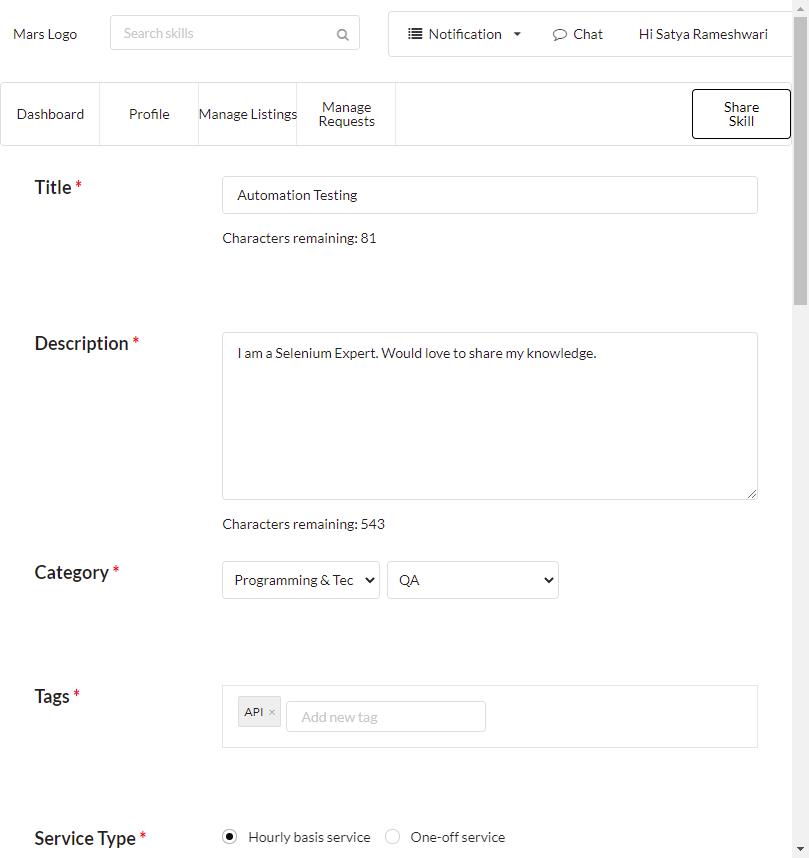 Mars Logo
Search skills
Notification
Chat
Hi Satya Rameshwari
Dashboard
Profile
Manage Listings
Manage
Requests
Share
Skill
Title *
Automation Testing
Characters remaining: 81
Description *
I am a Selenium Expert. Would love to share my knowledge.
Characters remaining: 543
Category *
Programming & Tec
QA
Tags *
API ×
Add new tag
Service Type *
Hourly basis service
One-off service